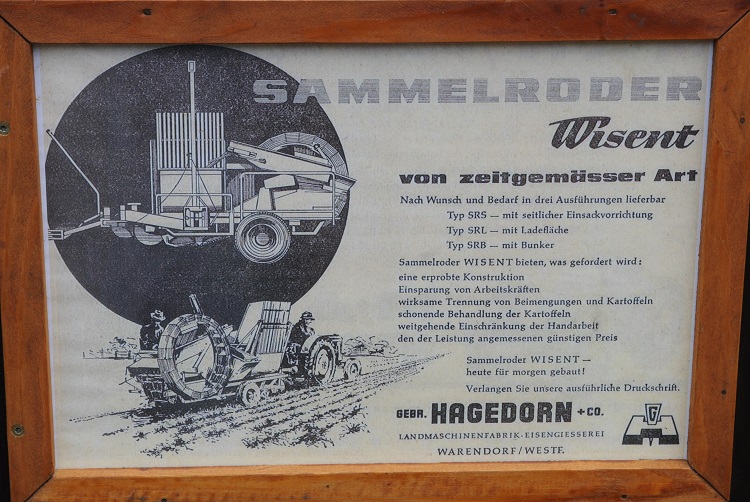 SAMMELRODER
Wisent
von zeitgemässer Art
Nach Wunsch und Bedarf in drei Ausführungen lieferbar
Typ SRS — mit seitlicher Einsackvorrichtung
Typ SRL — mit Ladefläche
Typ SRB — mit Bunker
Sammelroder WISENT bieten, was gefordert wird:
eine erprobte Konstruktion
Einsparung von Arbeitskräften
wirksame Trennung von Beimengungen und Kartoffeln
schonende Behandlung der Kartoffeln
weitgehende Einschränkung der Handarbeit
den der Leistung angemessenen günstigen Preis
Sammelroder WISENT —
heute für morgen gebaut!
Verlangen Sie unsere ausführliche Druckschrift.
GEBR. HAGEDORN + CO.
LANDMASCHINENFABRIK · EISENGIESSEREI
WARENDORF/WESTF.